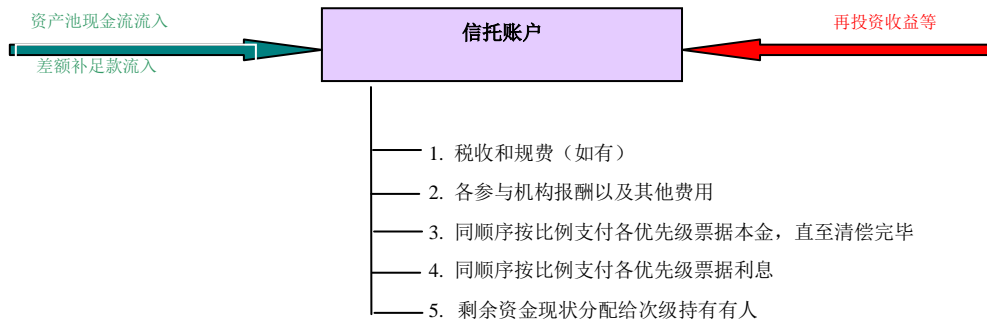 资产池现金流流入
差额补足款流入
信托账户
再投资收益等
1. 税收和规费（如有）
2. 各参与机构报酬以及其他费用
3. 同顺序按比例支付各优先级票据本金，直至清偿完毕
4. 同顺序按比例支付各优先级票据利息
5. 剩余资金现状分配给次级持有有人